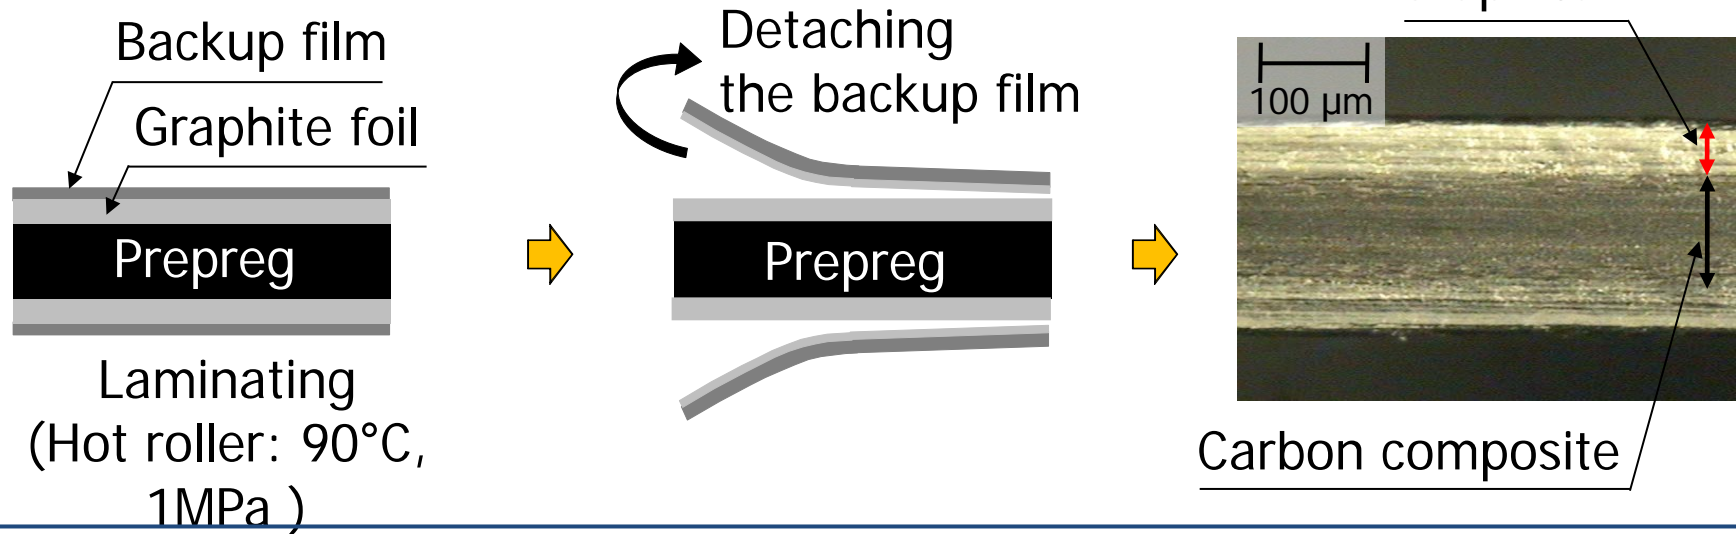 Backup film
Graphite foil
Prepreg
Laminating
(Hot roller: 90°C,
1MPa )
Detaching
the backup film
Prepreg
100 µm
Carbon composite